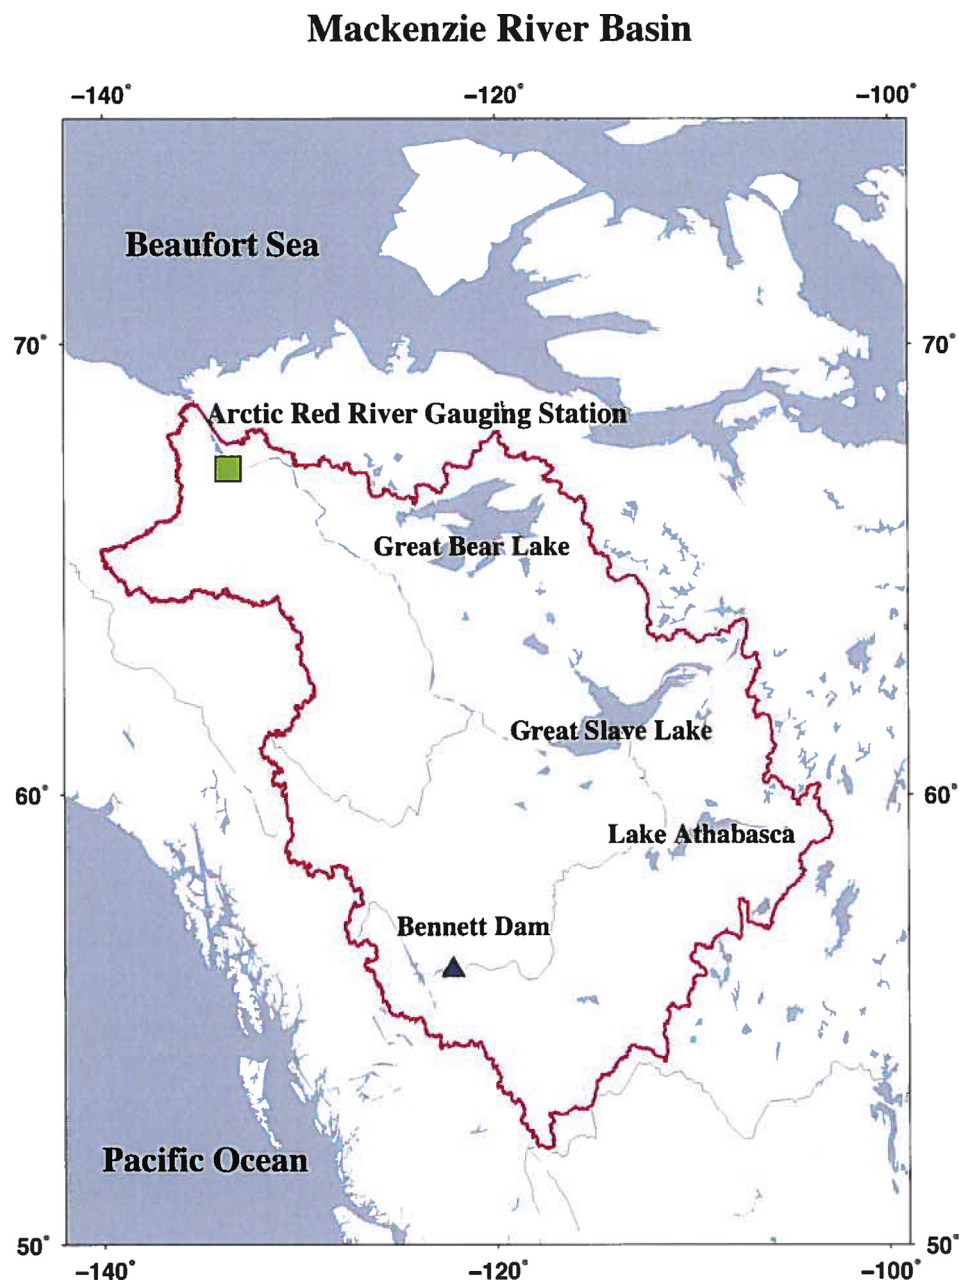 Mackenzie River Basin
−140° −120° −100°
Beaufort Sea
70° 70°
Arctic Red River Gauging Station
Great Bear Lake
Great Slave Lake
60° 60°
Lake Athabasca
Bennett Dam
Pacific Ocean
50° 50°
−140° −120° −100°